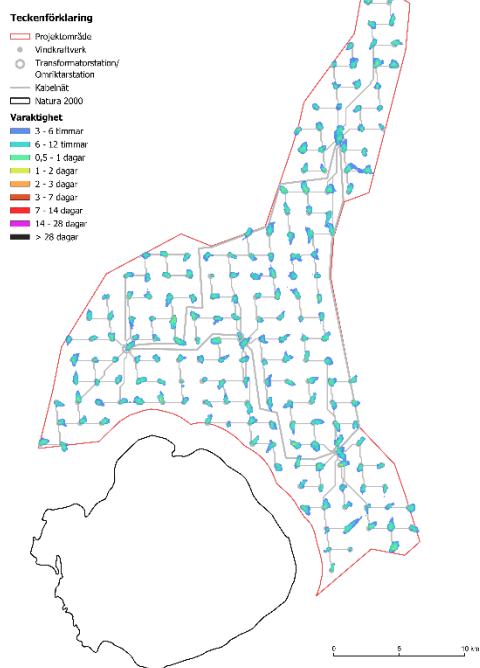 Teckenförklaring
Projektområde
Vindkraftverk
Transformatorstation/
Omriktarstation
Kabelnät
Natura 2000
Varaktighet
3 - 6 timmar
6 - 12 timmar
0,5 - 1 dagar
1 - 2 dagar
2 - 3 dagar
3 - 7 dagar
7 - 14 dagar
14 - 28 dagar
> 28 dagar
0 5 10 km